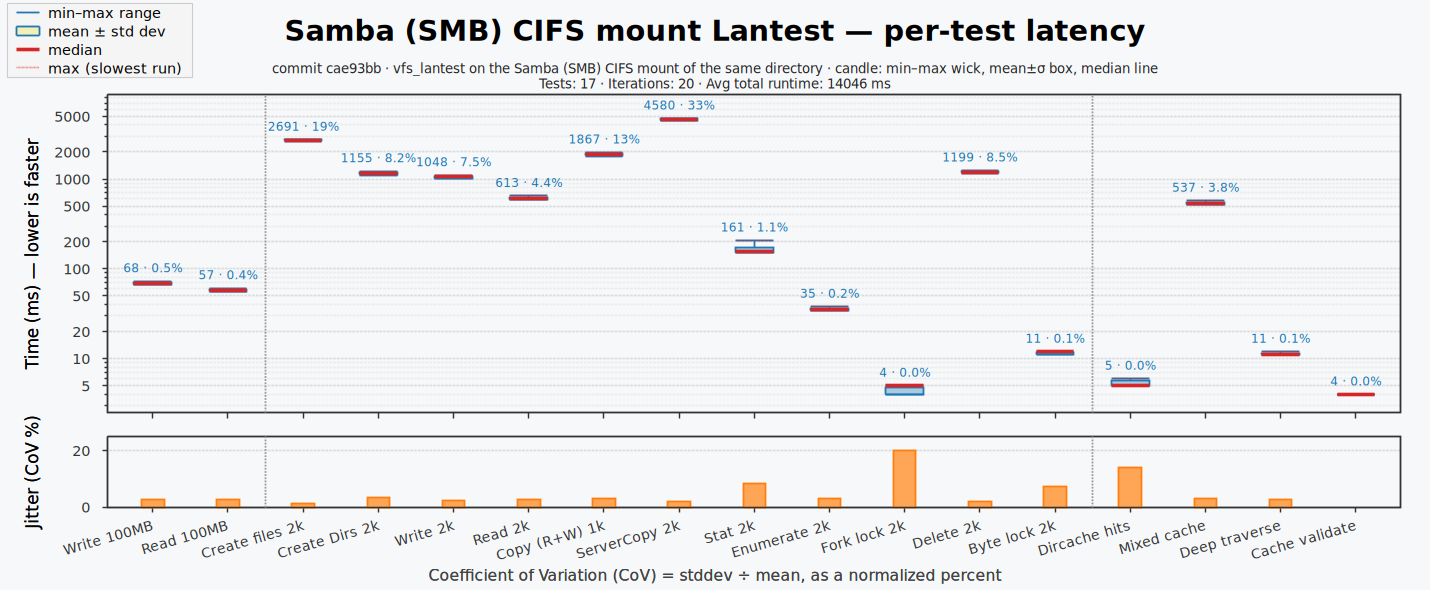 min–max range
mean ± std dev
median
max (slowest run)
Samba (SMB) CIFS mount Lantest — per-test latency
commit cae93bb · vfs_lantest on the Samba (SMB) CIFS mount of the same directory · candle: min–max wick, mean±σ box, median line
Tests: 17 · Iterations: 20 · Avg total runtime: 14046 ms
Time (ms) — lower is faster
5000
2000
1000
500
200
100
50
20
10
5
68 · 0.5%
57 · 0.4%
2691 · 19%
1155 · 8.2%
1048 · 7.5%
613 · 4.4%
1867 · 13%
4580 · 33%
161 · 1.1%
35 · 0.2%
4 · 0.0%
1199 · 8.5%
11 · 0.1%
5 · 0.0%
537 · 3.8%
11 · 0.1%
4 · 0.0%
Jitter (CoV %)
20
0
Write 100MB
Read 100MB
Create files 2k
Create Dirs 2k
Write 2k
Read 2k
Copy (R+W) 1k
ServerCopy 2k
Stat 2k
Enumerate 2k
Fork lock 2k
Delete 2k
Byte lock 2k
Dircache hits
Mixed cache
Deep traverse
Cache validate
Coefficient of Variation (CoV) = stddev ÷ mean, as a normalized percent